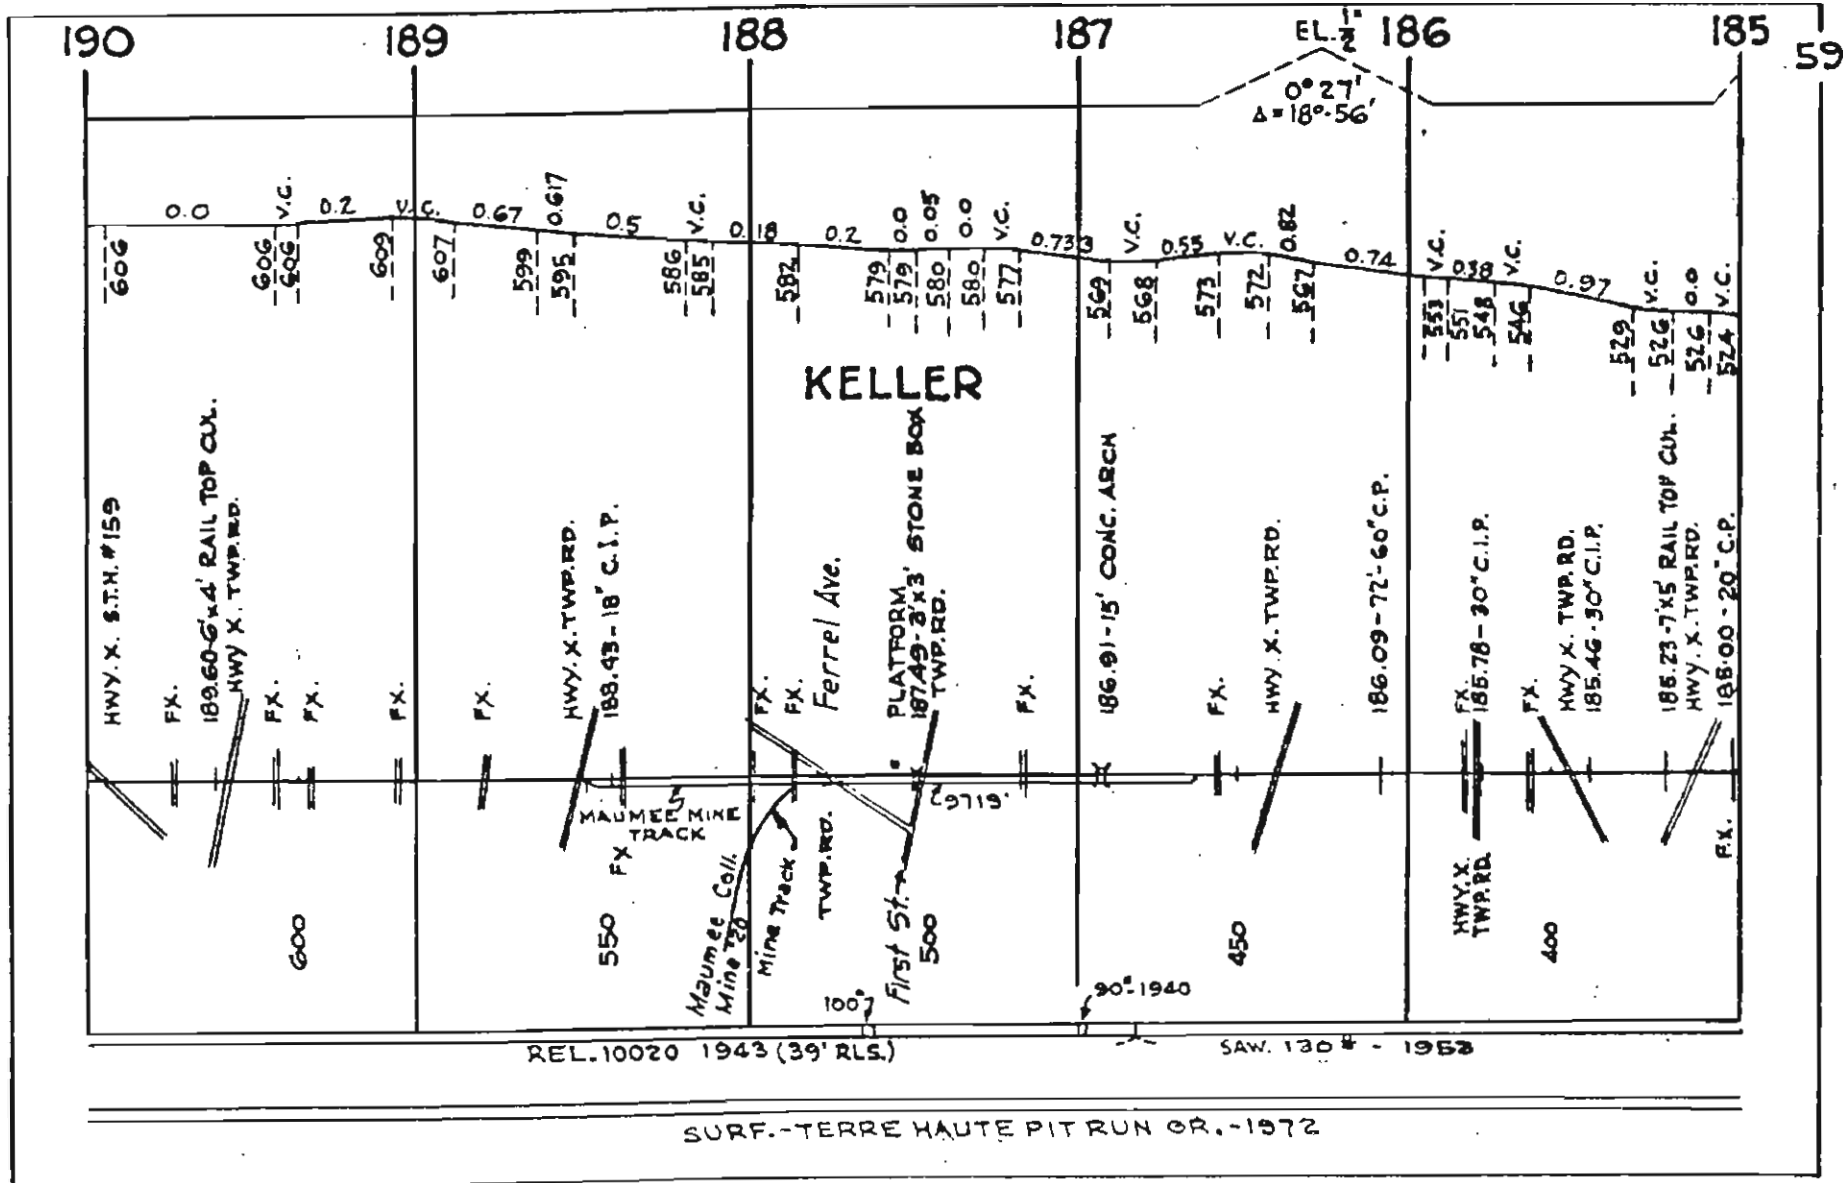 190 189 188 187 186 185
59
EL. 1/2"
0° 27'
Δ = 18°-56'
0.0 V.C. 0.2 V.C. 0.67 0.617 0.5 V.C. 0.18 0.2 0.0 0.05 0.0 V.C. 0.733 V.C. 0.55 V.C. 0.82 0.74 V.C. 0.38 V.C. 0.97 V.C. 0.0 V.C.
606 606 606 609 607 599 595 586 585 582 579 579 580 580 577 569 568 573 572 567 553 551 548 546 529 526 526 524
KELLER
HWY. X. S.T.H. #159
FX.
189.60-6'x4' RAIL TOP CUL.
HWY X. TWP. RD.
FX.
FX.
FX.
FX.
HWY. X. TWP. RD.
188.43-18" C.I.P.
FX
FX.
FX.
Ferrel Ave.
PLATFORM
187.49-3'x3' STONE BOX
TWP. RD.
FX.
186.91-15' CONC. ARCH
FX.
HWY. X. TWP. RD.
186.09-72'-60" C.P.
FX.
185.78-30" C.I.P.
FX.
HWY X. TWP. RD.
185.46-30" C.I.P.
185.23-7'X5' RAIL TOP CUL.
HWY. X. TWP. RD.
185.00-20" C.P.
F.X.
MAUMEE MINE
TRACK
Maumee Coll.
Mine 20
Mine Track
TWP. RD.
First St.
HWY. X.
TWP. RD.
600 550 500 450 400
100#
90#-1940
REL. 10020 1943 (39' RLS.)
SAW. 130# - 1958
SURF.-TERRE HAUTE PIT RUN GR.-1972